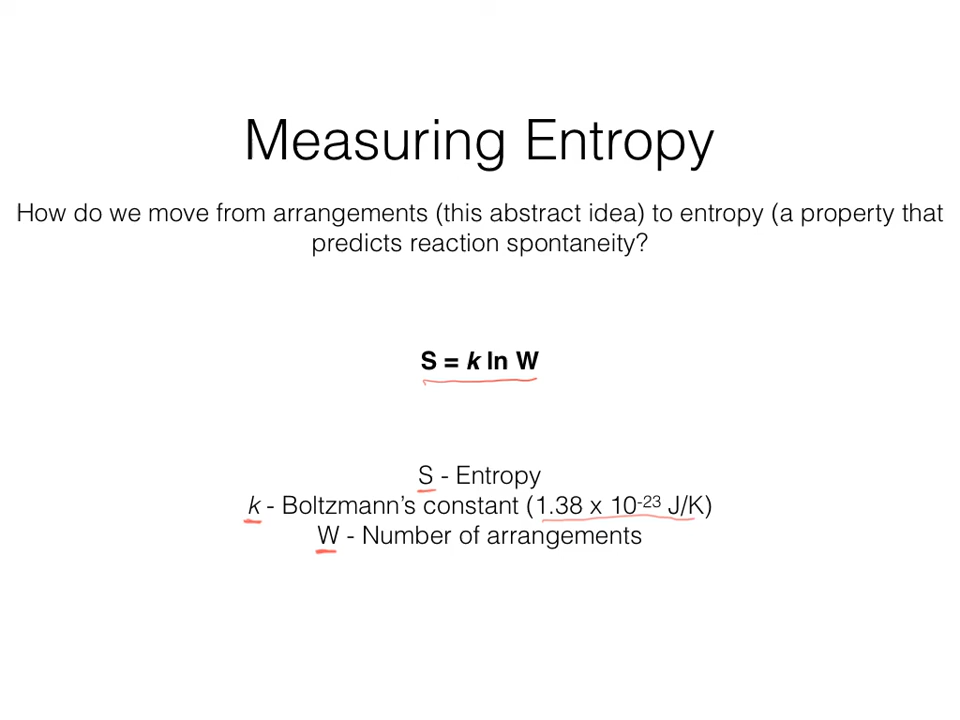 Measuring Entropy
How do we move from arrangements (this abstract idea) to entropy (a property that
predicts reaction spontaneity?
S = k ln W
S - Entropy
k - Boltzmann’s constant (1.38 x 10⁻²³ J/K)
W - Number of arrangements